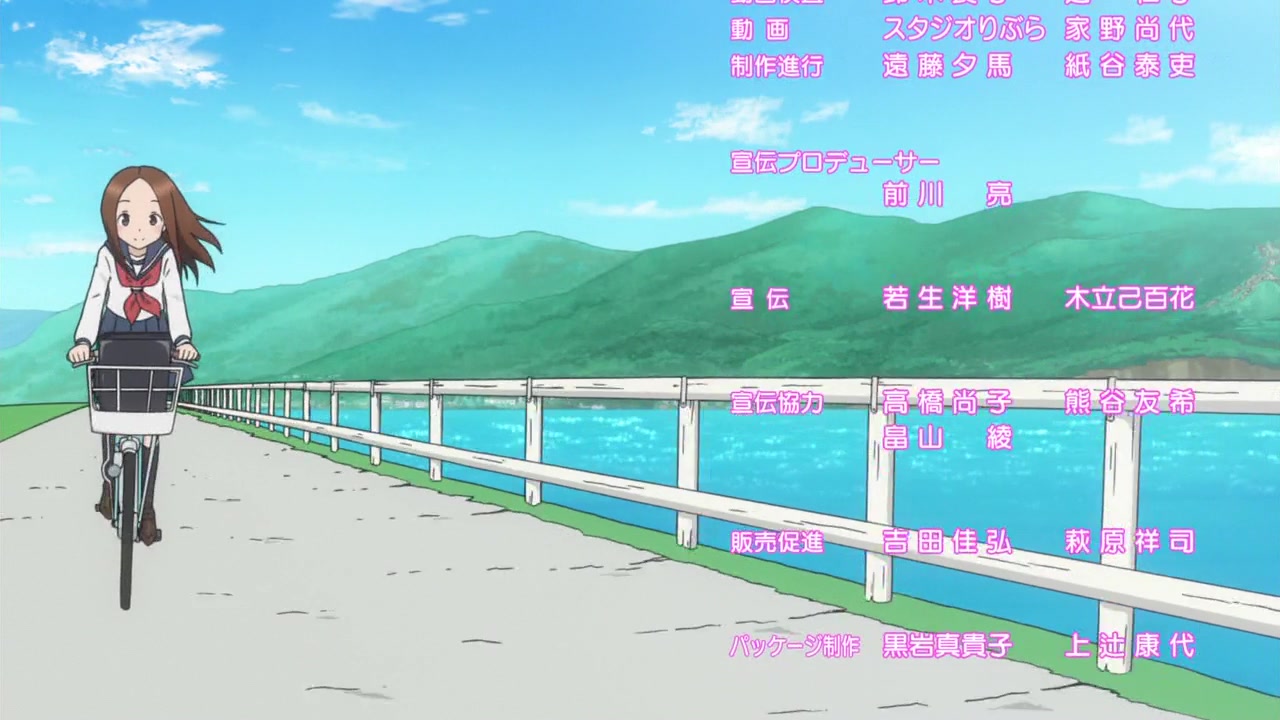 動画 スタジオりぶら 家野尚代
制作進行 遠藤夕馬 紙谷泰吏
宣伝プロデューサー
前川 亮
宣伝 若生洋樹 木立己百花
宣伝協力 高橋尚子 熊谷友希
畠山 綾
販売促進 吉田佳弘 萩原祥司
パッケージ制作 黒岩真貴子 上辻康代